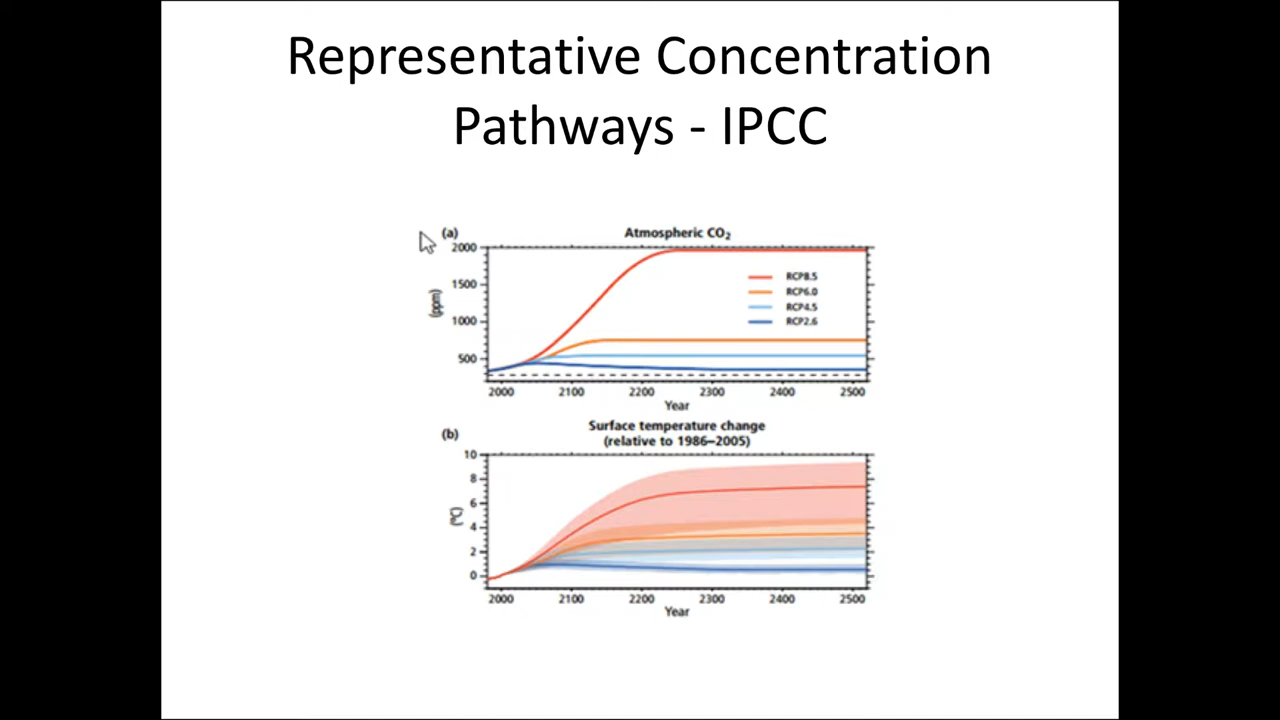 Representative Concentration
Pathways - IPCC
(a)
Atmospheric CO2
2000
1500
1000
500
(ppm)
RCP8.5
RCP6.0
RCP4.5
RCP2.6
2000 2100 2200 2300 2400 2500
Year
(b)
Surface temperature change
(relative to 1986–2005)
10
8
6
4
2
0
(°C)
2000 2100 2200 2300 2400 2500
Year